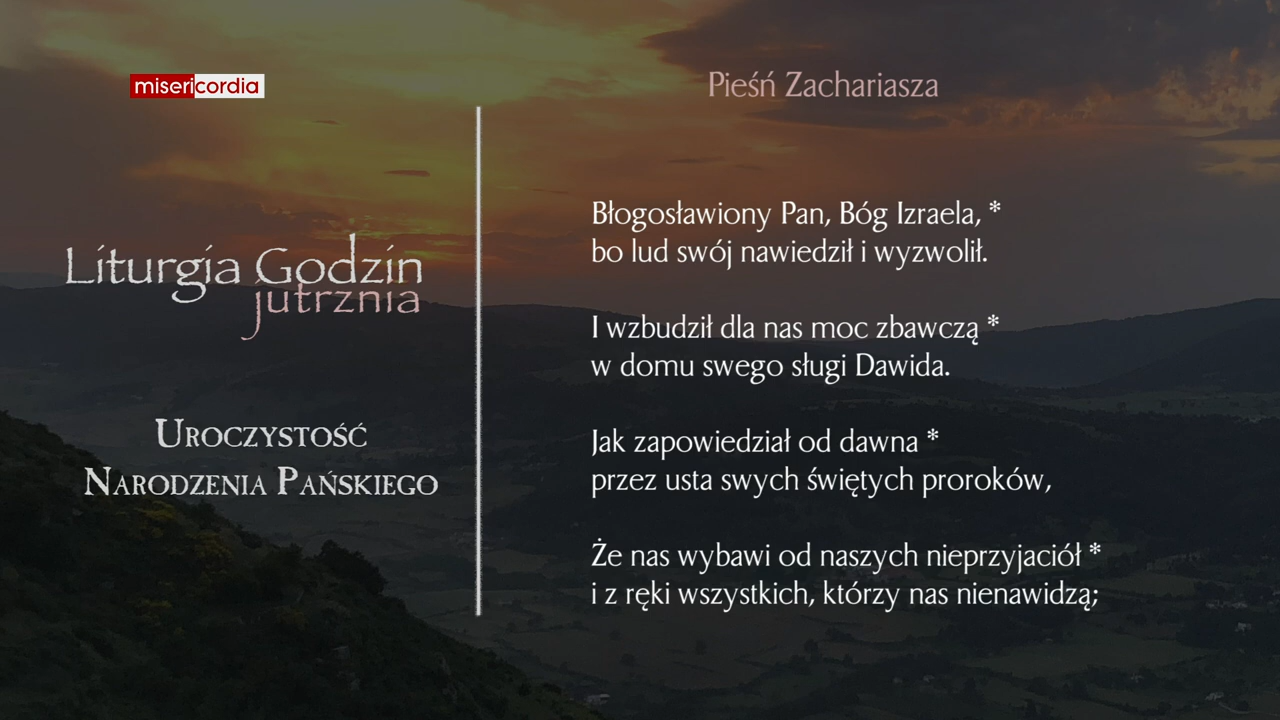 misericordia
Liturgia Godzin
jutrznia
Uroczystość
Narodzenia Pańskiego
Pieśń Zachariasza
Błogosławiony Pan, Bóg Izraela, *
bo lud swój nawiedził i wyzwolił.
I wzbudził dla nas moc zbawczą *
w domu swego sługi Dawida.
Jak zapowiedział od dawna *
przez usta swych świętych proroków,
Że nas wybawi od naszych nieprzyjaciół *
i z ręki wszystkich, którzy nas nienawidzą;